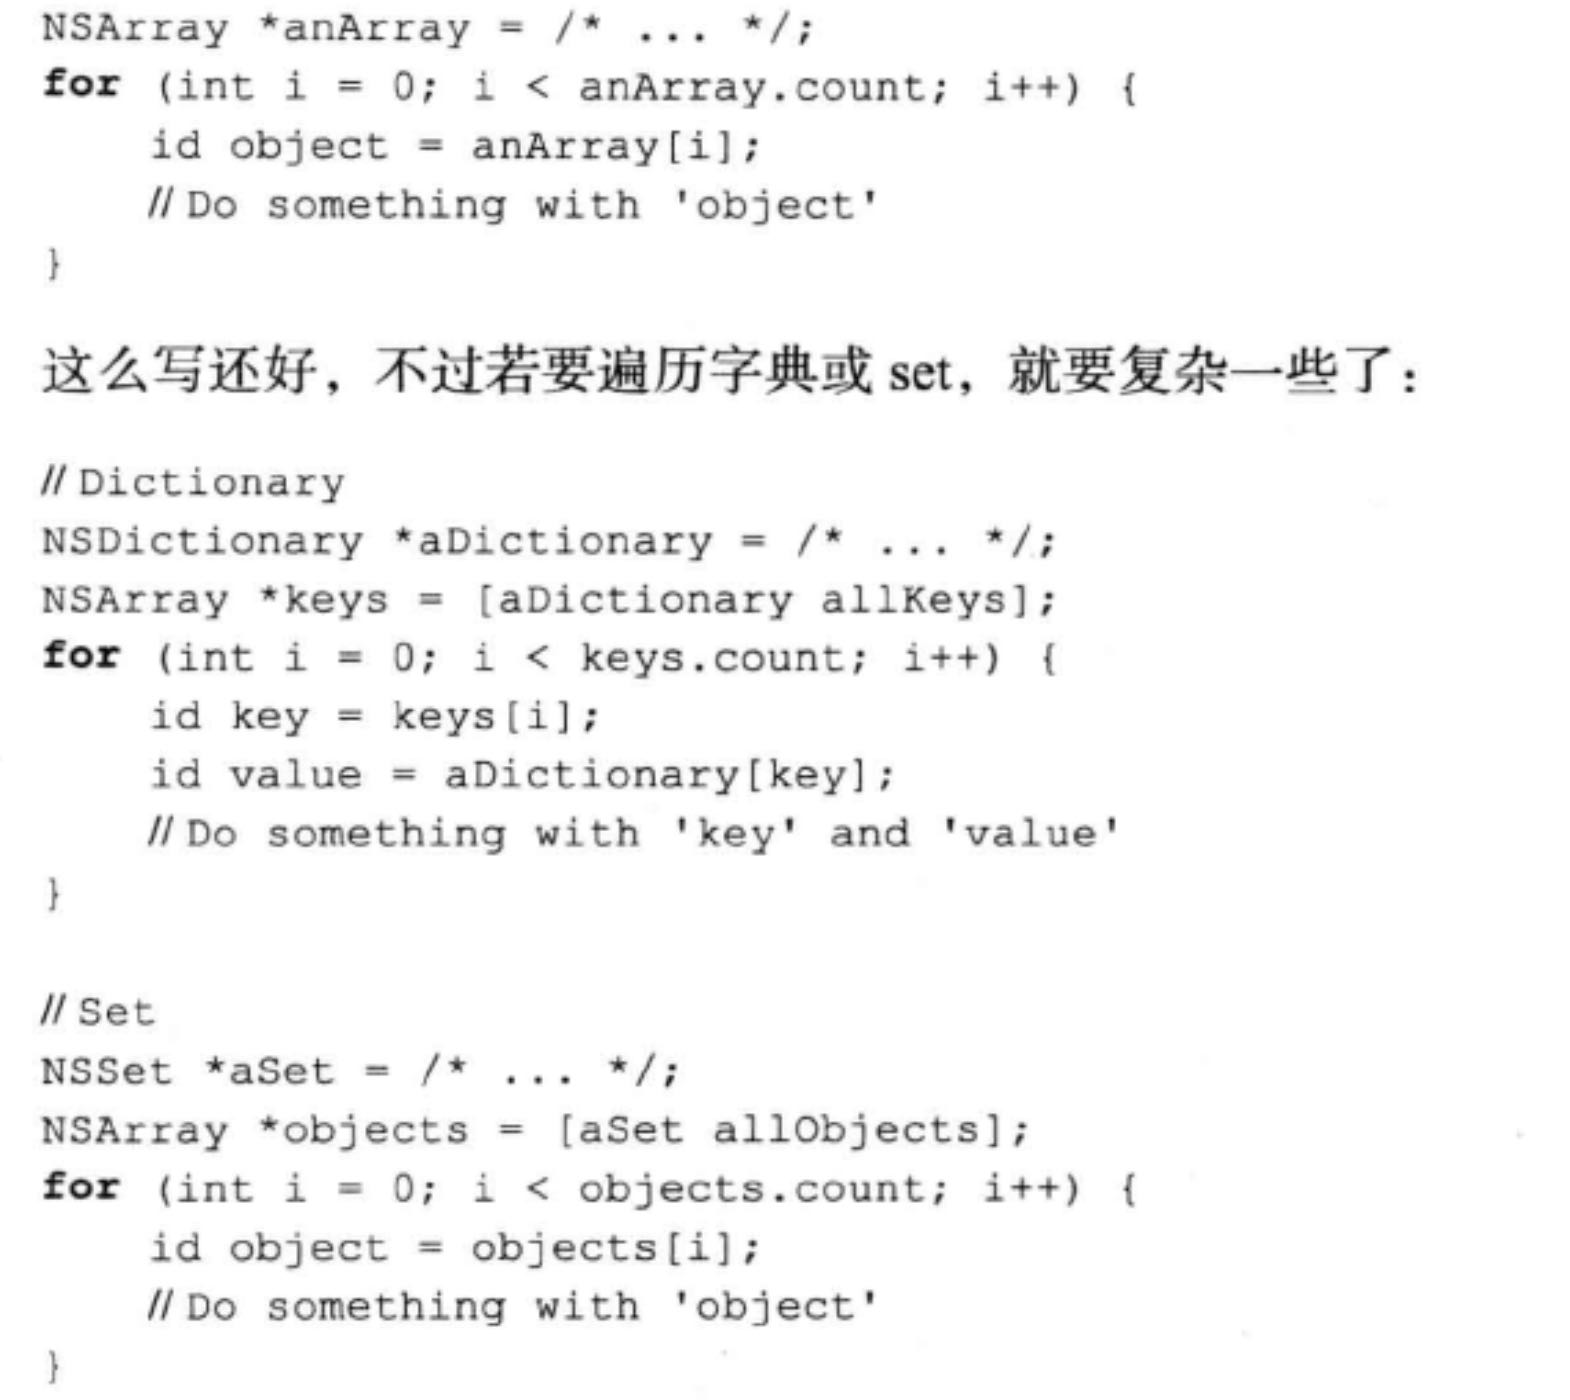 NSArray *anArray = /* ... */;
for (int i = 0; i < anArray.count; i++) {
    id object = anArray[i];
    // Do something with 'object'
}
这么写还好，不过若要遍历字典或 set，就要复杂一些了：
// Dictionary
NSDictionary *aDictionary = /* ... */;
NSArray *keys = [aDictionary allKeys];
for (int i = 0; i < keys.count; i++) {
    id key = keys[i];
    id value = aDictionary[key];
    // Do something with 'key' and 'value'
}
// Set
NSSet *aSet = /* ... */;
NSArray *objects = [aSet allObjects];
for (int i = 0; i < objects.count; i++) {
    id object = objects[i];
    // Do something with 'object'
}